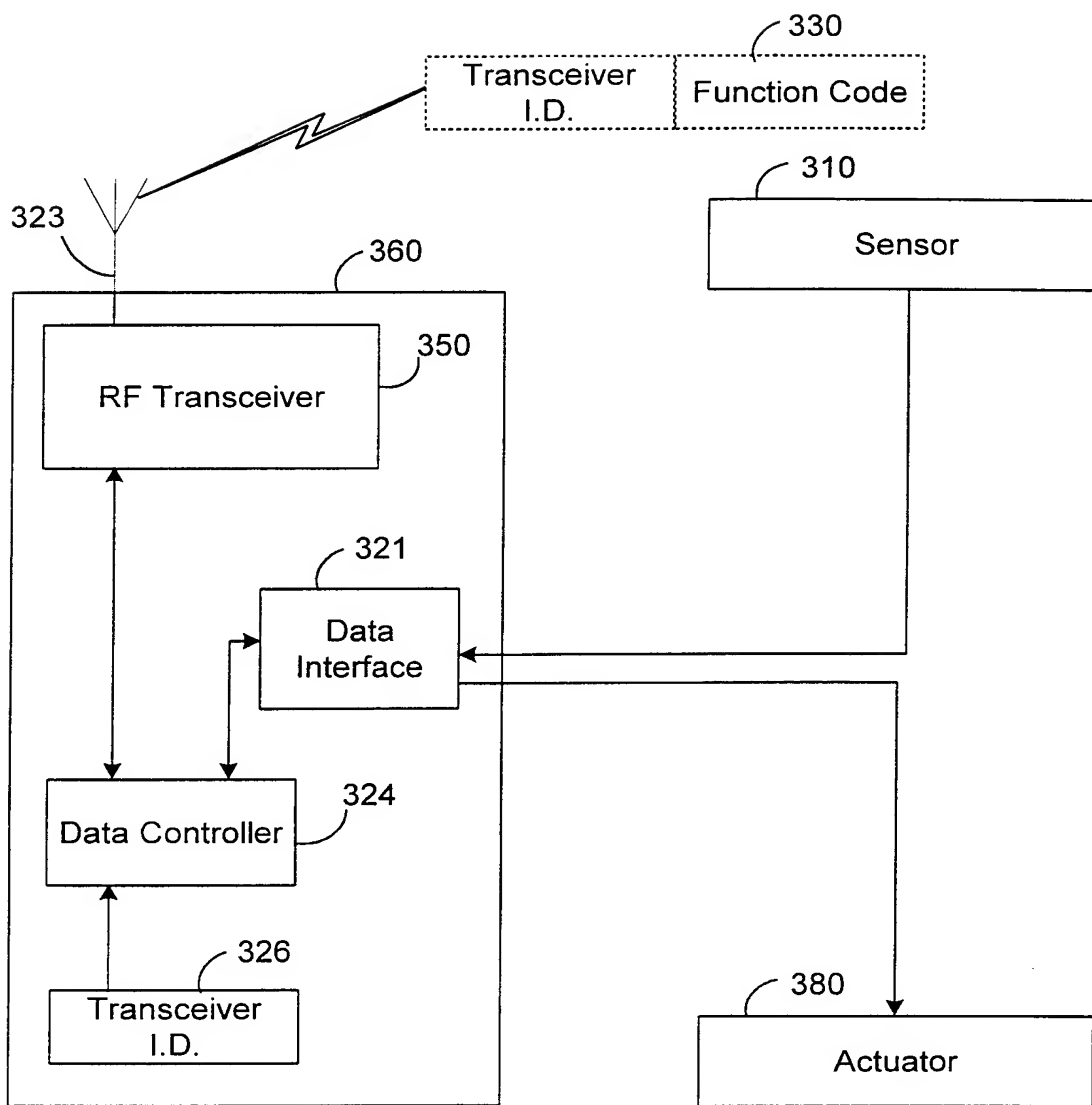 330
Transceiver
I.D.
Function Code
310
Sensor
323
360
350
RF Transceiver
321
Data
Interface
324
Data Controller
326
Transceiver
I.D.
380
Actuator